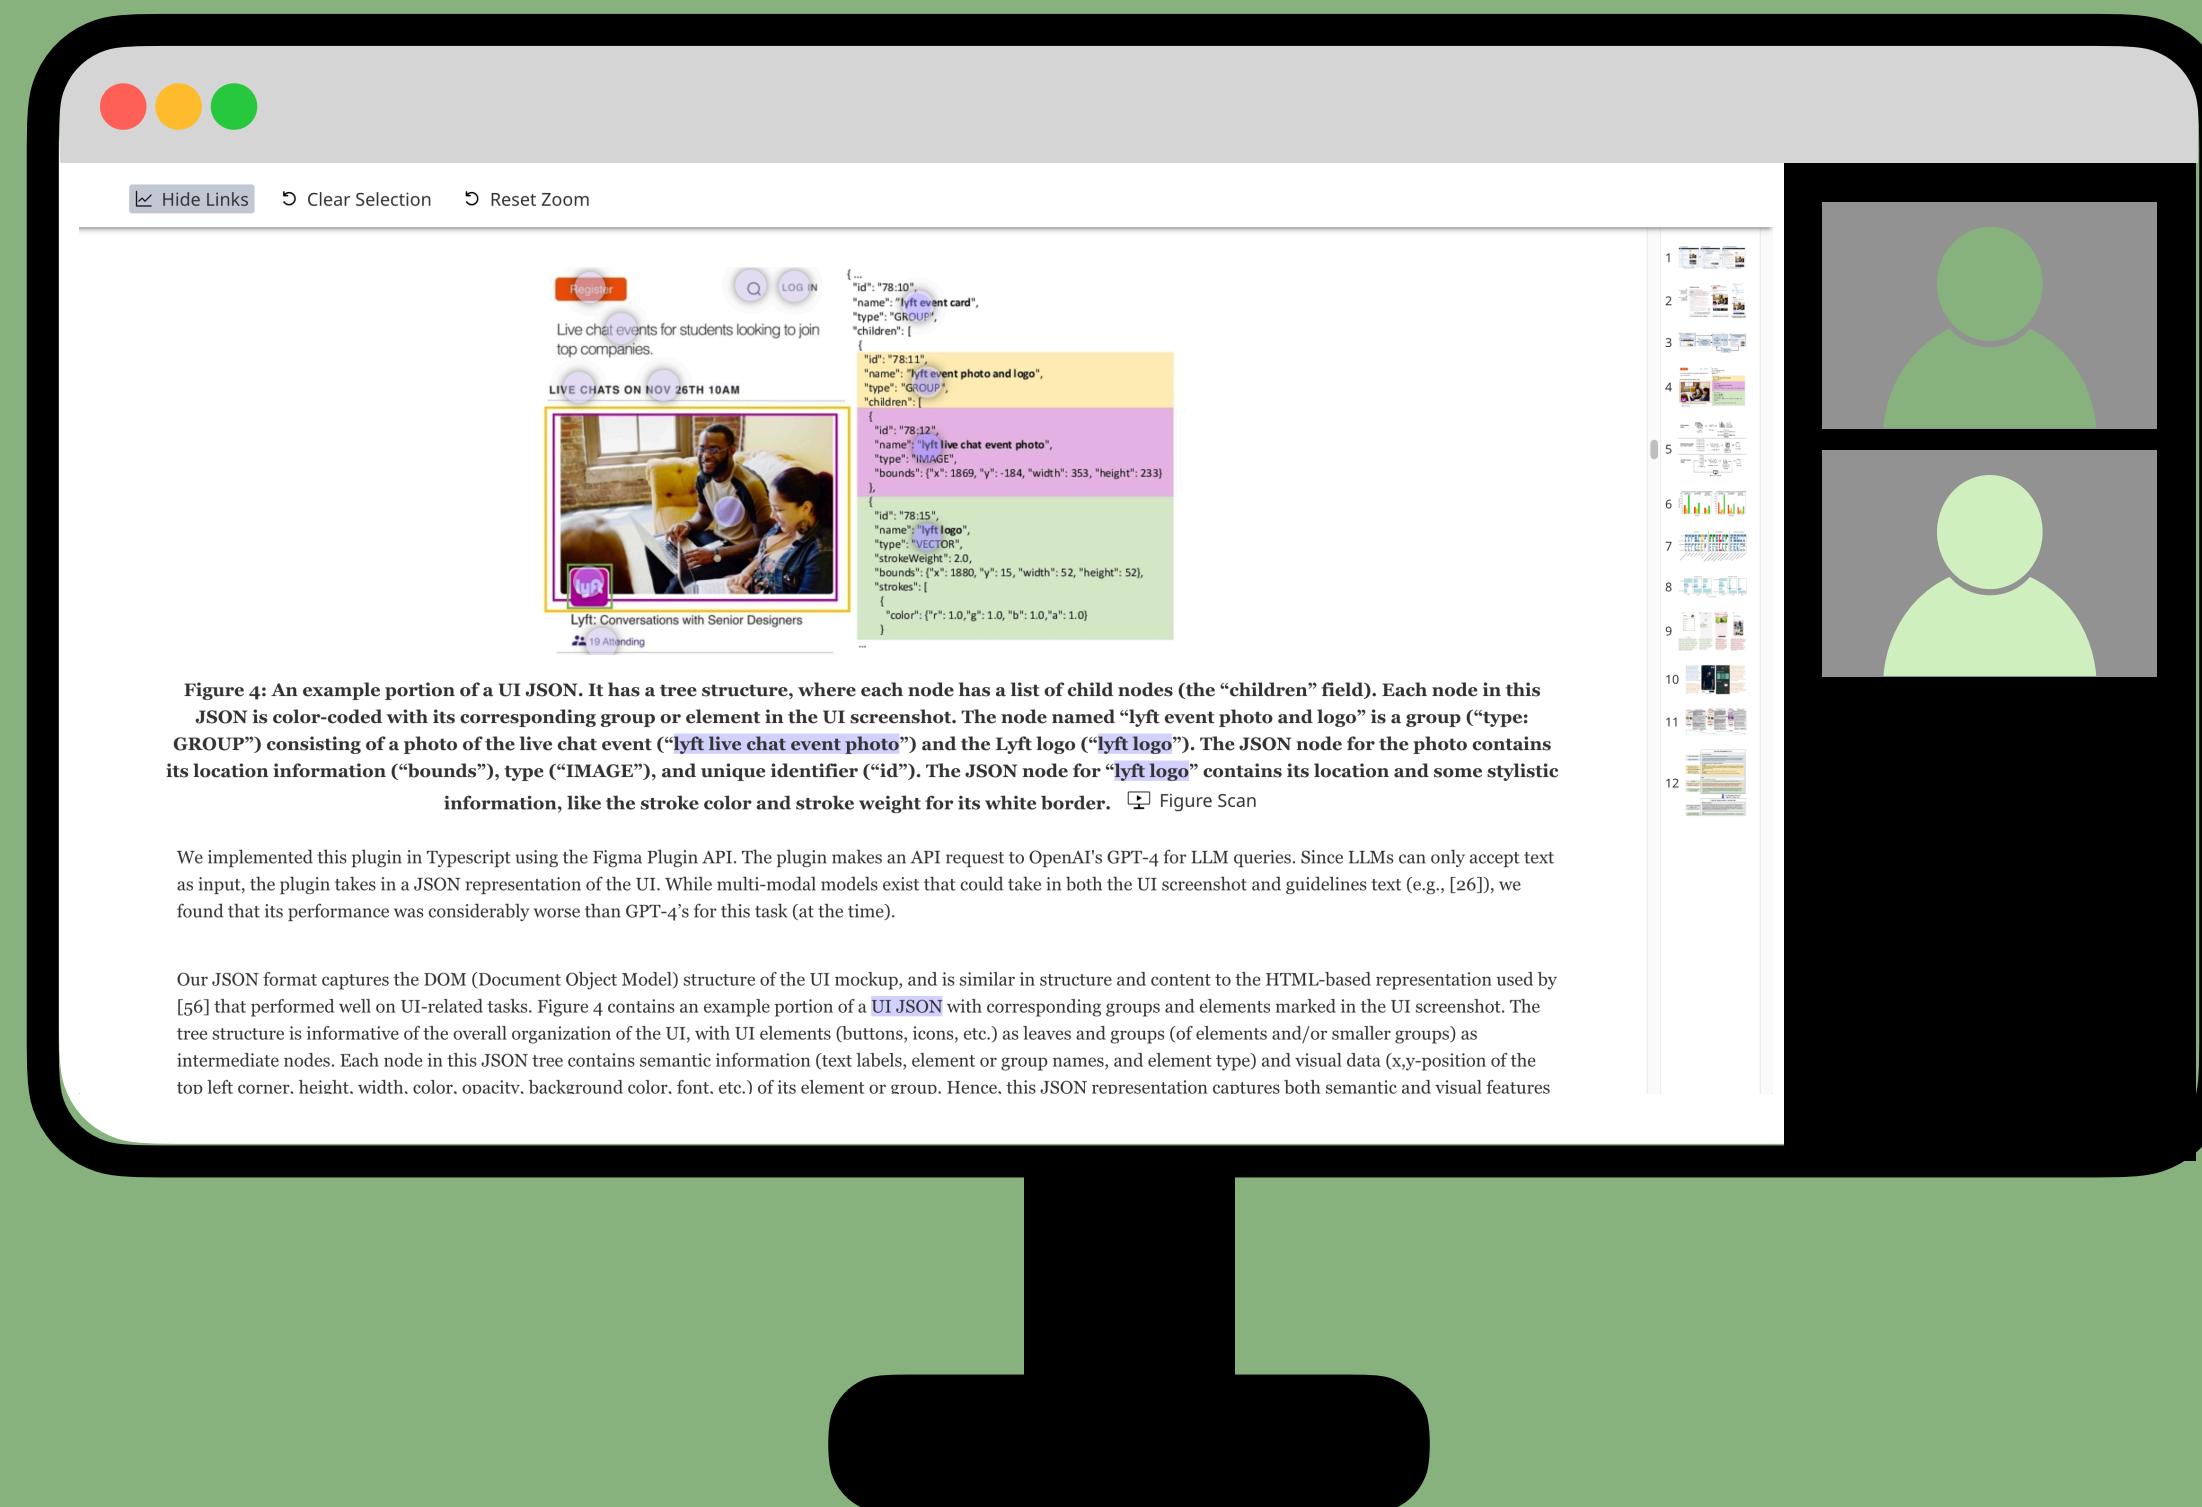 Hide Links
Clear Selection
Reset Zoom
Register
LOG IN
Live chat events for students looking to join
top companies.
LIVE CHATS ON NOV 26TH 10AM
lyft
Lyft: Conversations with Senior Designers
19 Attending
{ ...
"id": "78:10",
"name": "lyft event card",
"type": "GROUP",
"children": [
{
"id": "78:11",
"name": "lyft event photo and logo",
"type": "GROUP",
"children": [
{
"id": "78:12",
"name": "lyft live chat event photo",
"type": "IMAGE",
"bounds": {"x": 1869, "y": -184, "width": 353, "height": 233}
},
{
"id": "78:15",
"name": "lyft logo",
"type": "VECTOR",
"strokeWeight": 2.0,
"bounds": {"x": 1880, "y": 15, "width": 52, "height": 52},
"strokes": [
{
"color": {"r": 1.0,"g": 1.0, "b": 1.0,"a": 1.0}
}
...
Figure 4: An example portion of a UI JSON. It has a tree structure, where each node has a list of child nodes (the “children” field). Each node in this
JSON is color-coded with its corresponding group or element in the UI screenshot. The node named “lyft event photo and logo” is a group (“type:
GROUP”) consisting of a photo of the live chat event (“lyft live chat event photo”) and the Lyft logo (“lyft logo”). The JSON node for the photo contains
its location information (“bounds”), type (“IMAGE”), and unique identifier (“id”). The JSON node for “lyft logo” contains its location and some stylistic
information, like the stroke color and stroke weight for its white border. Figure Scan
We implemented this plugin in Typescript using the Figma Plugin API. The plugin makes an API request to OpenAI's GPT-4 for LLM queries. Since LLMs can only accept text
as input, the plugin takes in a JSON representation of the UI. While multi-modal models exist that could take in both the UI screenshot and guidelines text (e.g., [26]), we
found that its performance was considerably worse than GPT-4’s for this task (at the time).
Our JSON format captures the DOM (Document Object Model) structure of the UI mockup, and is similar in structure and content to the HTML-based representation used by
[56] that performed well on UI-related tasks. Figure 4 contains an example portion of a UI JSON with corresponding groups and elements marked in the UI screenshot. The
tree structure is informative of the overall organization of the UI, with UI elements (buttons, icons, etc.) as leaves and groups (of elements and/or smaller groups) as
intermediate nodes. Each node in this JSON tree contains semantic information (text labels, element or group names, and element type) and visual data (x,y-position of the
top left corner, height, width, color, opacity, background color, font, etc.) of its element or group. Hence, this JSON representation captures both semantic and visual features
1
2
3
4
5
6
7
8
9
10
11
12